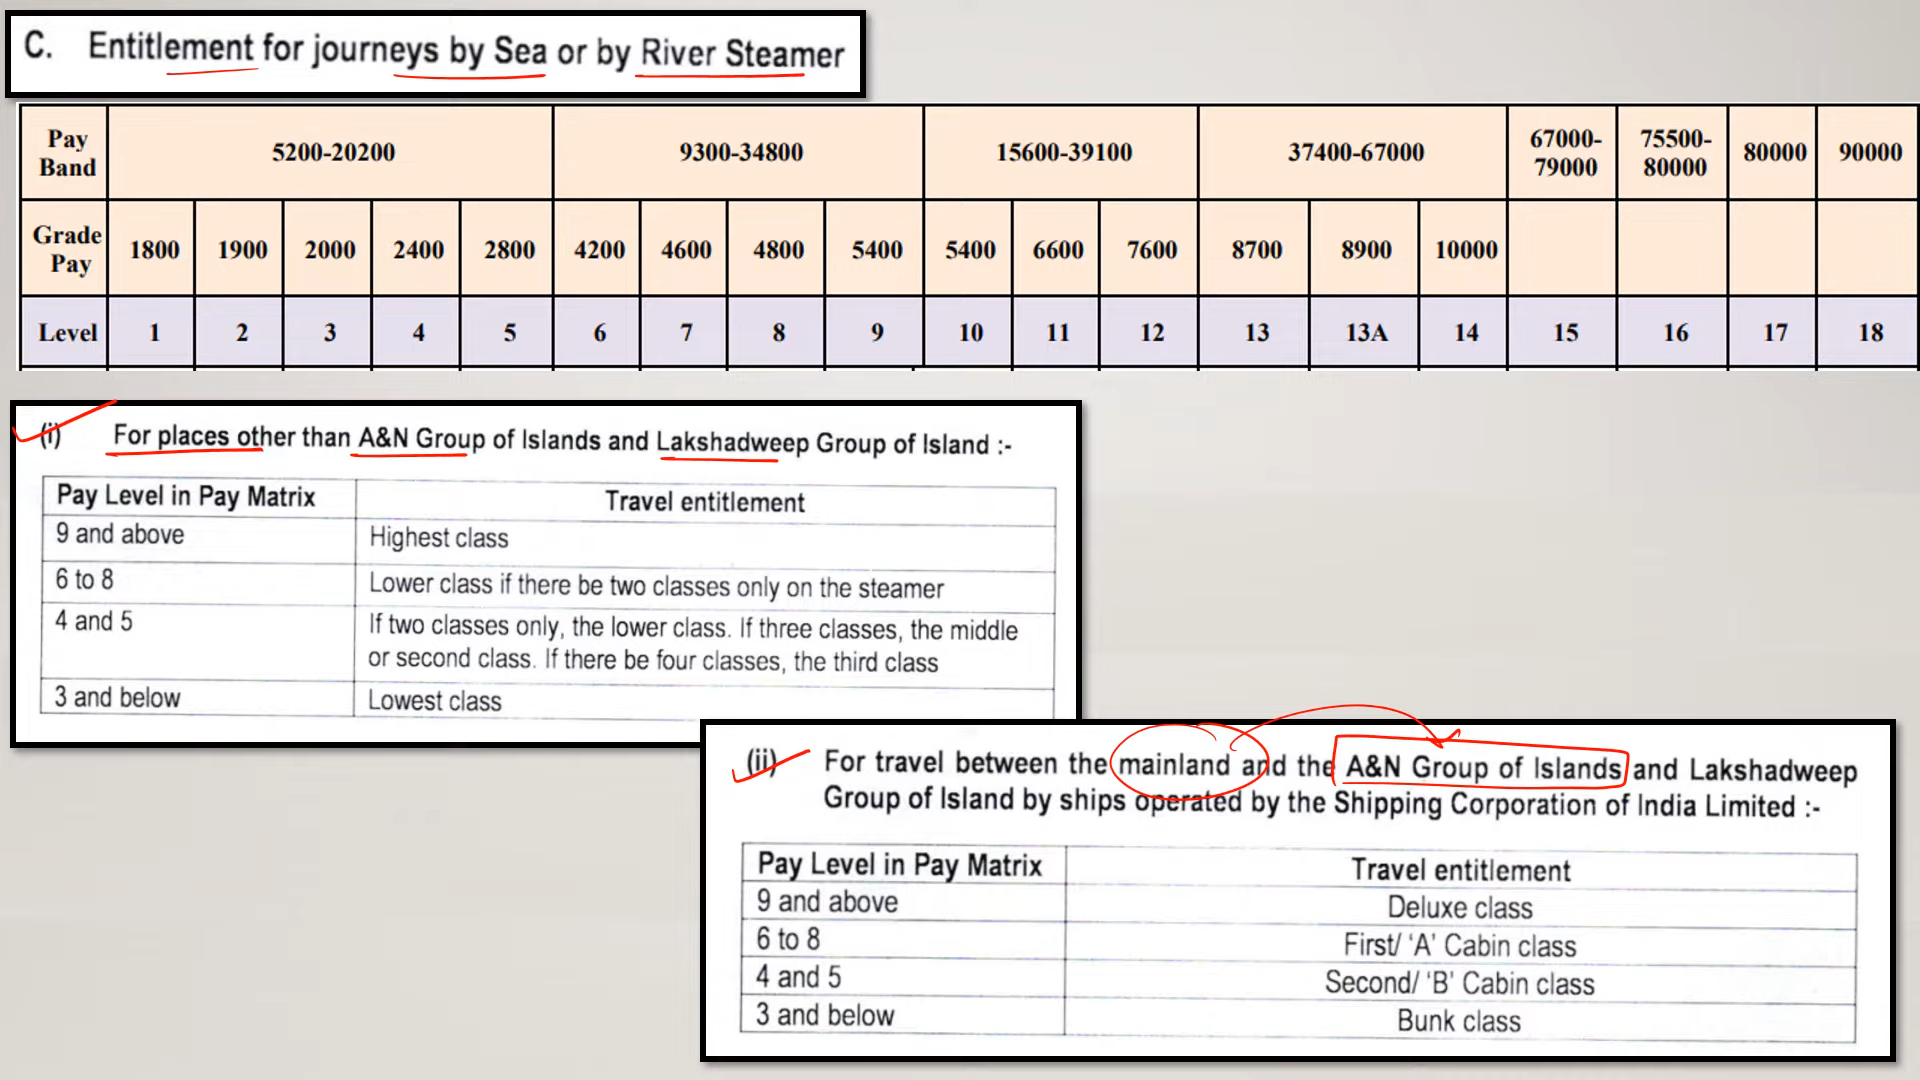 C. Entitlement for journeys by Sea or by River Steamer
Pay Band 5200-20200 9300-34800 15600-39100 37400-67000 67000-79000 75500-80000 80000 90000
Grade Pay 1800 1900 2000 2400 2800 4200 4600 4800 5400 5400 6600 7600 8700 8900 10000
Level 1 2 3 4 5 6 7 8 9 10 11 12 13 13A 14 15 16 17 18
(i) For places other than A&N Group of Islands and Lakshadweep Group of Island :-
Pay Level in Pay Matrix Travel entitlement
9 and above Highest class
6 to 8 Lower class if there be two classes only on the steamer
4 and 5 If two classes only, the lower class. If three classes, the middle
or second class. If there be four classes, the third class
3 and below Lowest class
(ii) For travel between the mainland and the A&N Group of Islands and Lakshadweep
Group of Island by ships operated by the Shipping Corporation of India Limited :-
Pay Level in Pay Matrix Travel entitlement
9 and above Deluxe class
6 to 8 First/ ‘A’ Cabin class
4 and 5 Second/ ‘B’ Cabin class
3 and below Bunk class